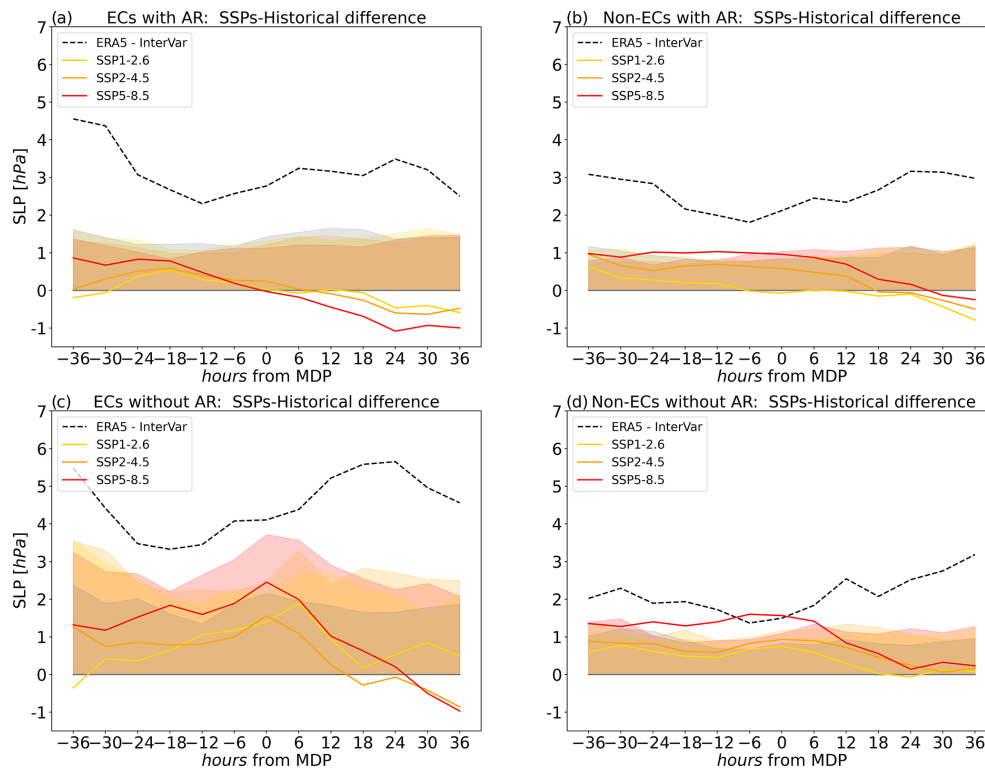 (a) ECs with AR: SSPs-Historical difference
7
6
5
4
3
2
1
0
-1
SLP [hPa]
ERA5 - InterVar
SSP1-2.6
SSP2-4.5
SSP5-8.5
−36−30−24−18−12 −6 0 6 12 18 24 30 36
hours from MDP
(b) Non-ECs with AR: SSPs-Historical difference
7
6
5
4
3
2
1
0
-1
ERA5 - InterVar
SSP1-2.6
SSP2-4.5
SSP5-8.5
−36−30−24−18−12 −6 0 6 12 18 24 30 36
hours from MDP
(c) ECs without AR: SSPs-Historical difference
7
6
5
4
3
2
1
0
-1
SLP [hPa]
ERA5 - InterVar
SSP1-2.6
SSP2-4.5
SSP5-8.5
−36−30−24−18−12 −6 0 6 12 18 24 30 36
hours from MDP
(d) Non-ECs without AR: SSPs-Historical difference
7
6
5
4
3
2
1
0
-1
ERA5 - InterVar
SSP1-2.6
SSP2-4.5
SSP5-8.5
−36−30−24−18−12 −6 0 6 12 18 24 30 36
hours from MDP